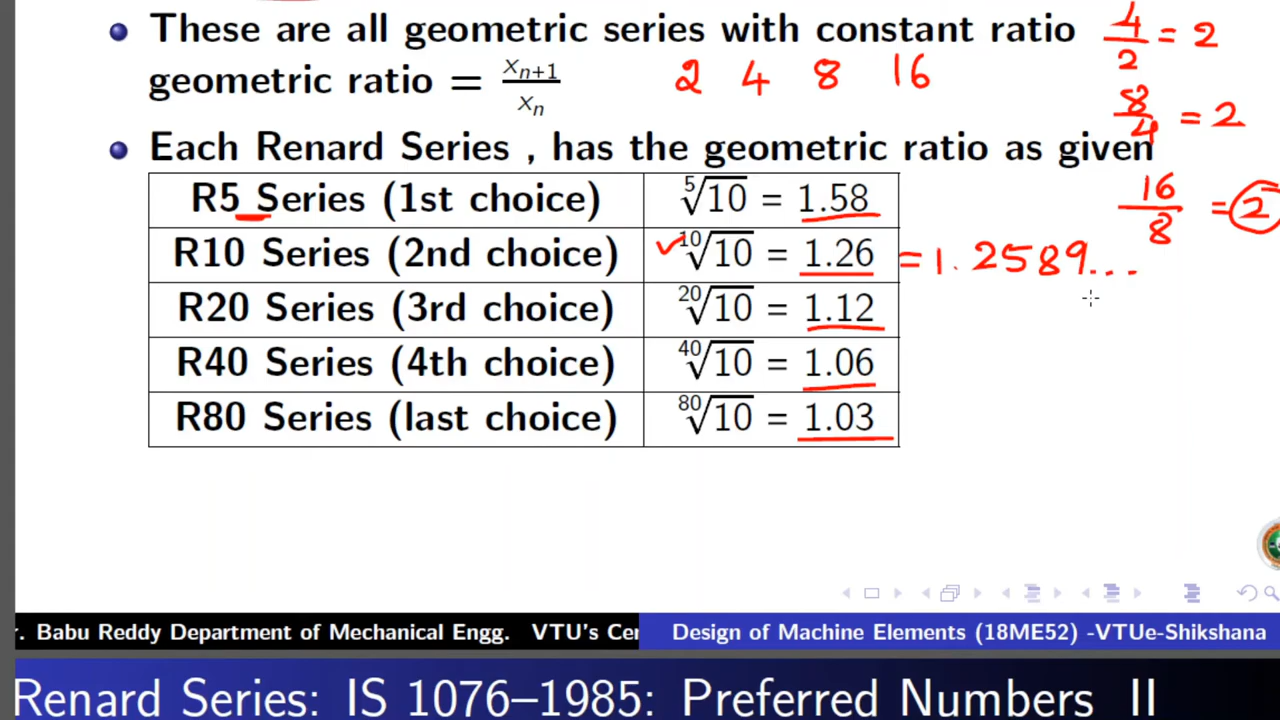 These are all geometric series with constant ratio
geometric ratio = xₙ₊₁/xₙ
2 4 8 16
4/2 = 2
8/4 = 2
16/8 = 2
Each Renard Series , has the geometric ratio as given
R5 Series (1st choice) ⁵√10 = 1.58
R10 Series (2nd choice) ¹⁰√10 = 1.26 = 1.2589...
R20 Series (3rd choice) ²⁰√10 = 1.12
R40 Series (4th choice) ⁴⁰√10 = 1.06
R80 Series (last choice) ⁸⁰√10 = 1.03
r. Babu Reddy Department of Mechanical Engg. VTU's Cen Design of Machine Elements (18ME52) -VTUe-Shikshana
Renard Series: IS 1076–1985: Preferred Numbers II